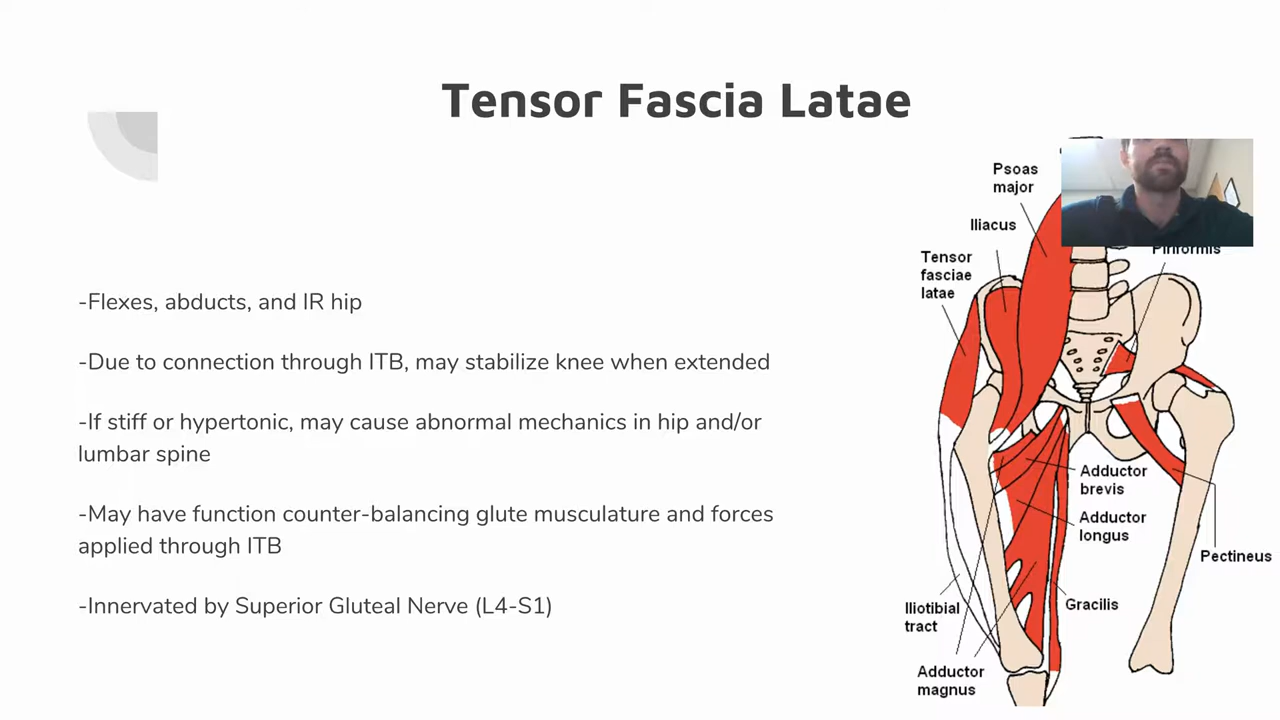 Tensor Fascia Latae
-Flexes, abducts, and IR hip
-Due to connection through ITB, may stabilize knee when extended
-If stiff or hypertonic, may cause abnormal mechanics in hip and/or
lumbar spine
-May have function counter-balancing glute musculature and forces
applied through ITB
-Innervated by Superior Gluteal Nerve (L4-S1)
Psoas
major
Iliacus
Tensor
fasciae
latae
Piriformis
Adductor
brevis
Adductor
longus
Pectineus
Gracilis
Iliotibial
tract
Adductor
magnus